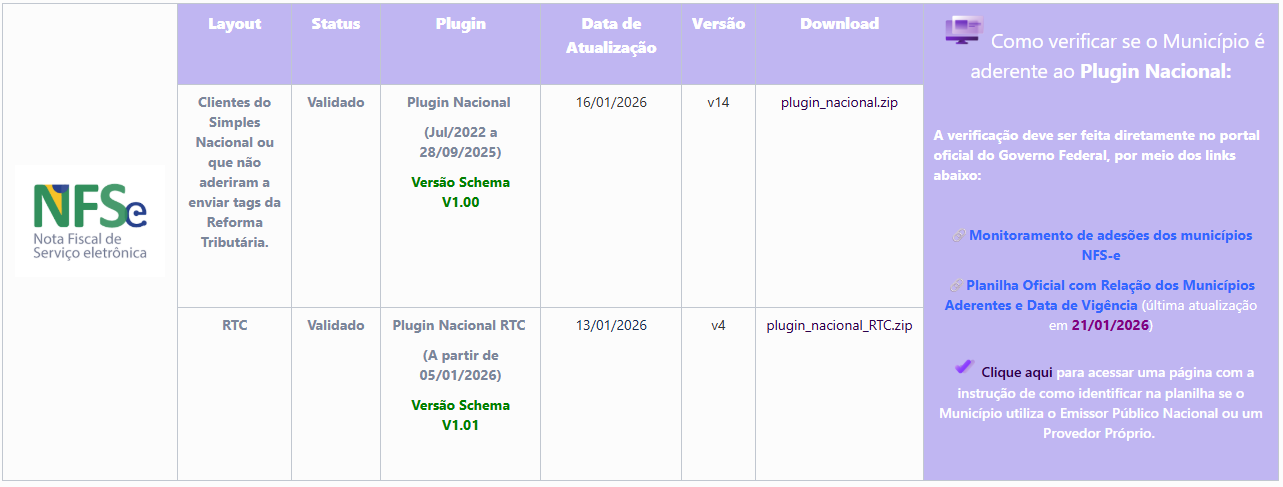 NFSe
Nota Fiscal de
Serviço eletrônica
Layout
Status
Plugin
Data de
Atualização
Versão
Download
Clientes do
Simples
Nacional ou
que não
aderiram a
enviar tags da
Reforma
Tributária.
Validado
Plugin Nacional
(Jul/2022 a
28/09/2025)
Versão Schema
V1.00
16/01/2026
v14
plugin_nacional.zip
RTC
Validado
Plugin Nacional RTC
(A partir de
05/01/2026)
Versão Schema
V1.01
13/01/2026
v4
plugin_nacional_RTC.zip
Como verificar se o Município é
aderente ao Plugin Nacional:
A verificação deve ser feita diretamente no portal
oficial do Governo Federal, por meio dos links
abaixo:
Monitoramento de adesões dos municípios
NFS-e
Planilha Oficial com Relação dos Municípios
Aderentes e Data de Vigência (última atualização
em 21/01/2026)
Clique aqui para acessar uma página com a
instrução de como identificar na planilha se o
Município utiliza o Emissor Público Nacional ou um
Provedor Próprio.